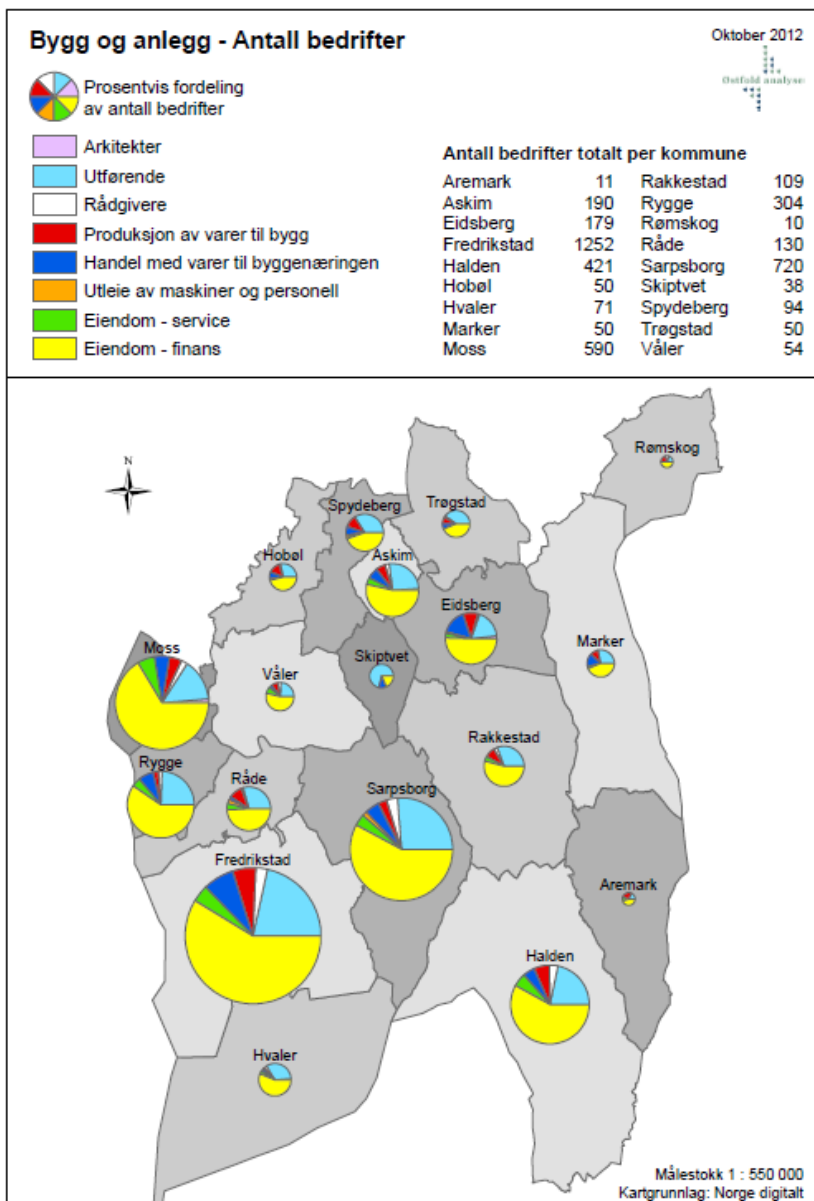 Bygg og anlegg - Antall bedrifter
Oktober 2012
Østfold analyse
Prosentvis fordeling
av antall bedrifter
Arkitekter
Utførende
Rådgivere
Produksjon av varer til bygg
Handel med varer til byggenæringen
Utleie av maskiner og personell
Eiendom - service
Eiendom - finans
Antall bedrifter totalt per kommune
Aremark 11 Rakkestad 109
Askim 190 Rygge 304
Eidsberg 179 Rømskog 10
Fredrikstad 1252 Råde 130
Halden 421 Sarpsborg 720
Hobøl 50 Skiptvet 38
Hvaler 71 Spydeberg 94
Marker 50 Trøgstad 50
Moss 590 Våler 54
N
Rømskog
Spydeberg
Trøgstad
Hobøl
Askim
Eidsberg
Moss
Skiptvet
Marker
Våler
Rakkestad
Rygge
Råde
Sarpsborg
Fredrikstad
Aremark
Halden
Hvaler
Målestokk 1 : 550 000
Kartgrunnlag: Norge digitalt